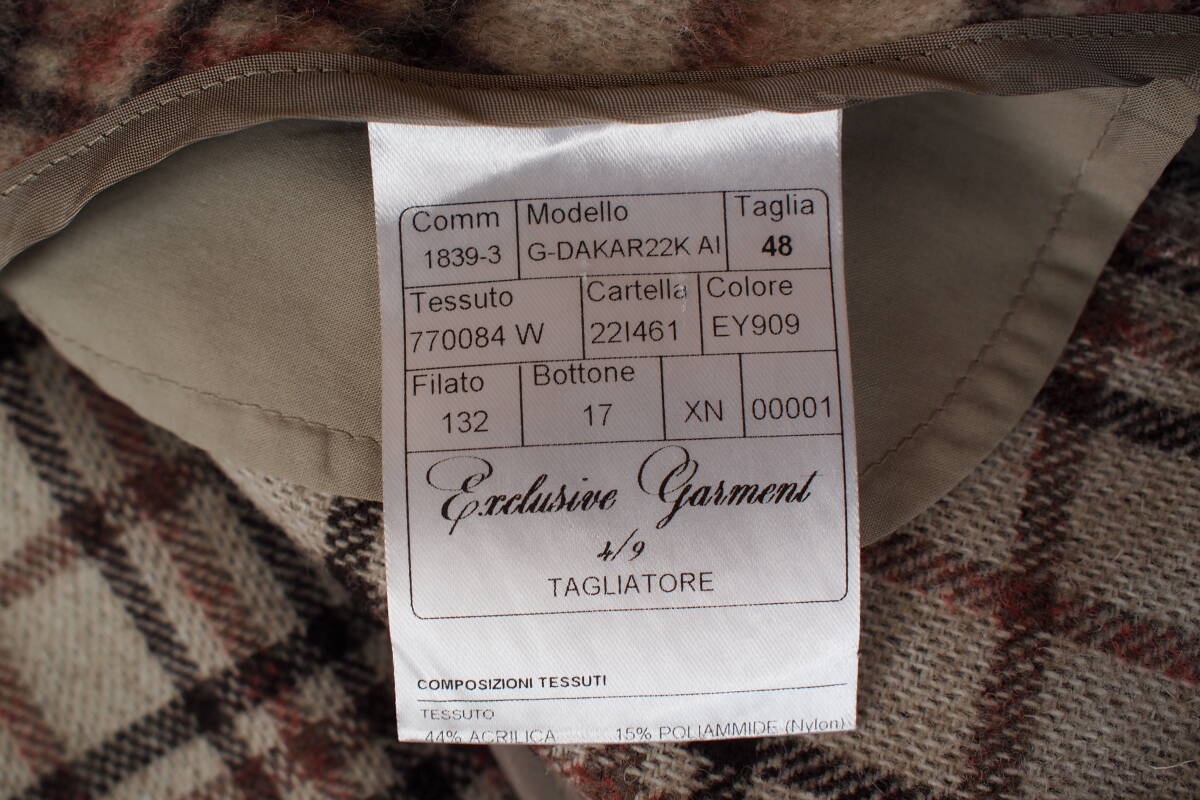 Comm Modello Taglia
1839-3 G-DAKAR22K AI 48
Tessuto Cartella Colore
770084 W 22I461 EY909
Filato Bottone
132 17 XN 00001
Exclusive Garment
4/9
TAGLIATORE
COMPOSIZIONI TESSUTI
TESSUTO
44% ACRILICA 15% POLIAMMIDE (Nylon)